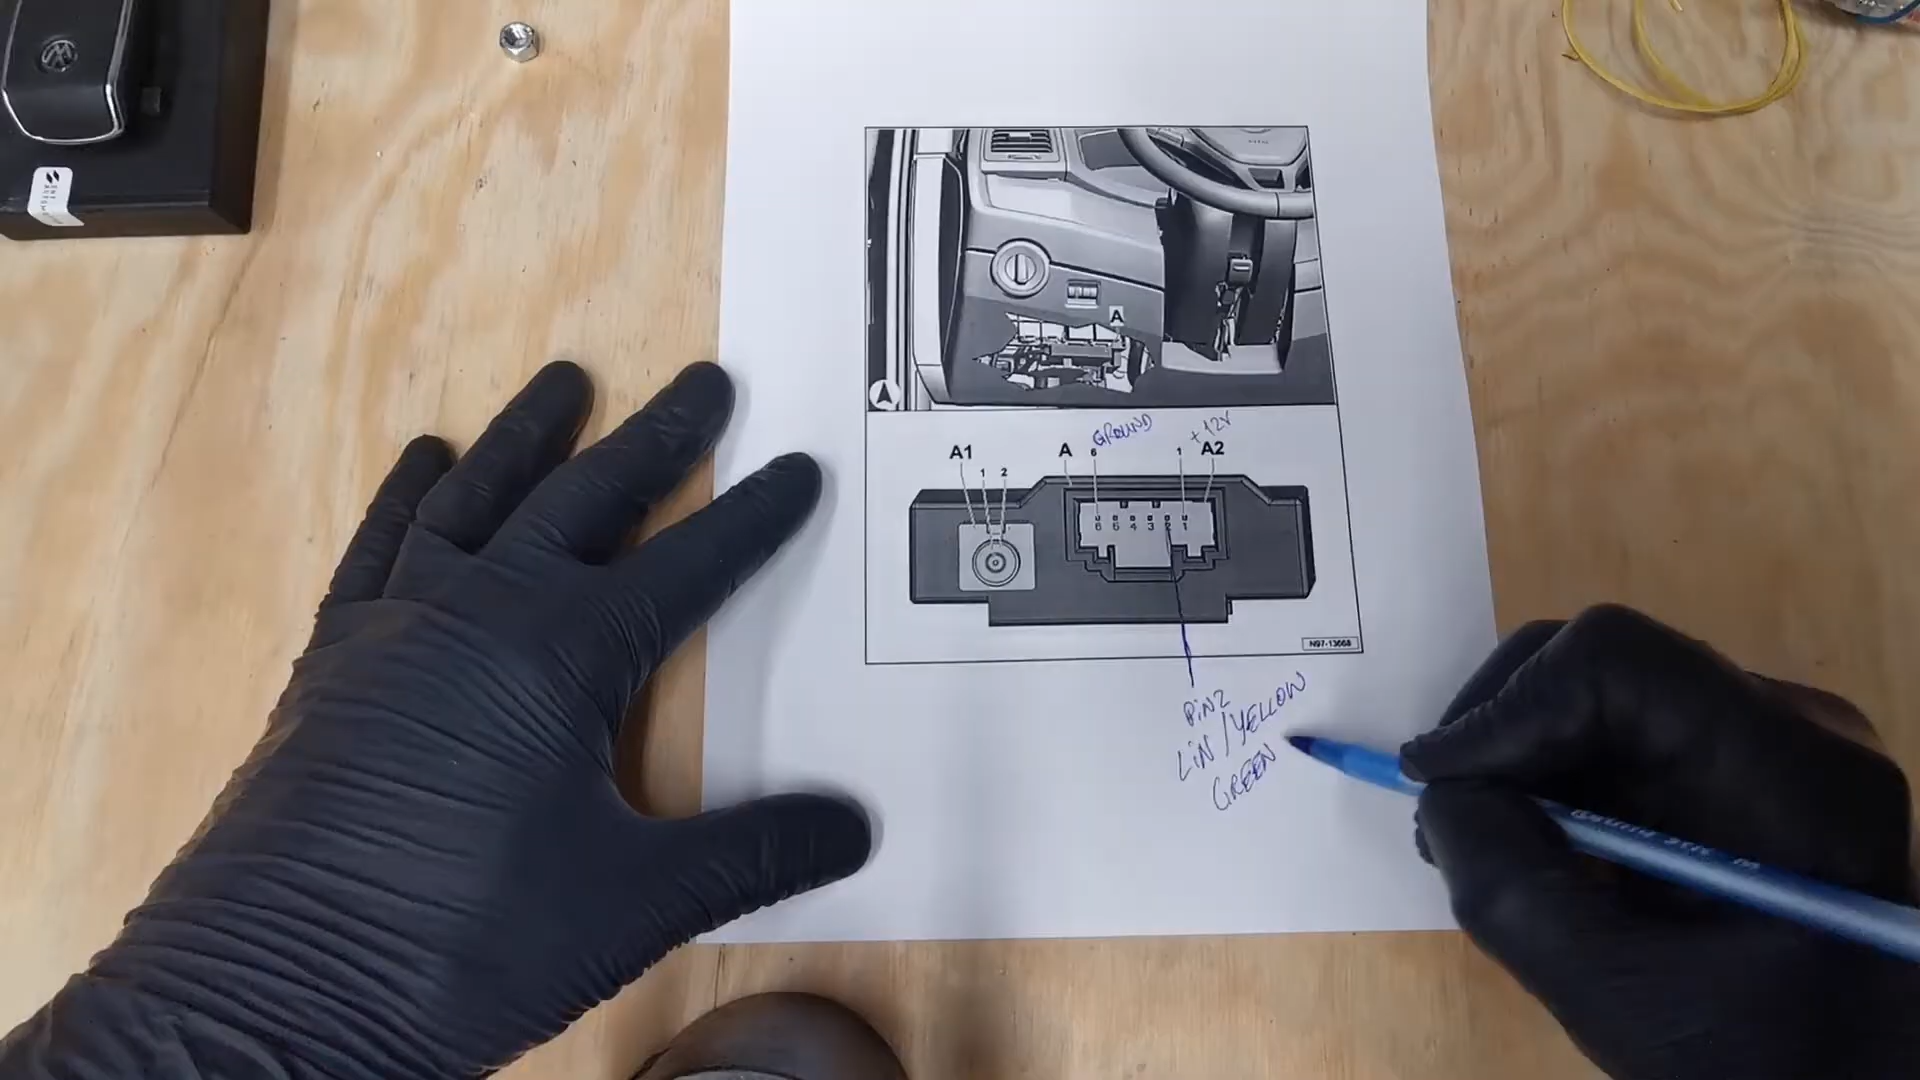 A
GROUND
+12V
A1
A
6
1
A2
1
2
6 5 4 3 2 1
N97-13668
PiN2
LiN/YELLOW
GREEN